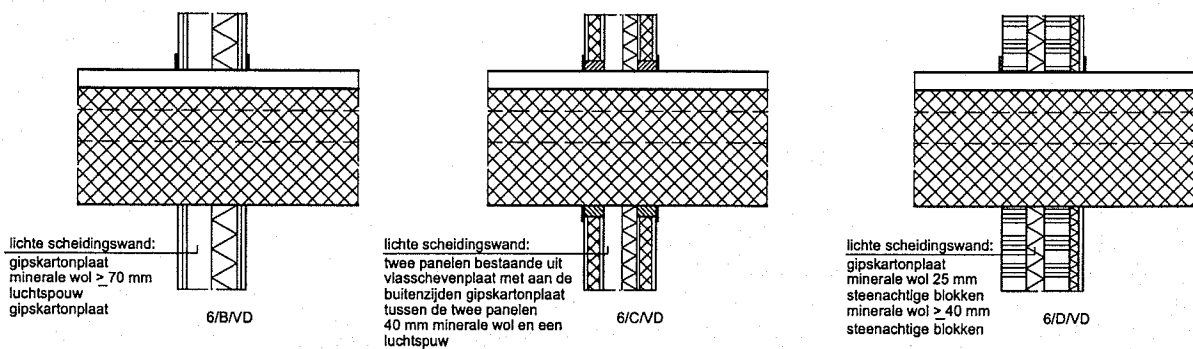 lichte scheidingswand:
gipskartonplaat
minerale wol ≥ 70 mm
luchtspouw
gipskartonplaat
6/B/VD
lichte scheidingswand:
twee panelen bestaande uit
vlasschevenplaat met aan de
buitenzijden gipskartonplaat
tussen de twee panelen
40 mm minerale wol en een
luchtspuw
6/C/VD
lichte scheidingswand:
gipskartonplaat
minerale wol 25 mm
steenachtige blokken
minerale wol ≥ 40 mm
steenachtige blokken
6/D/VD